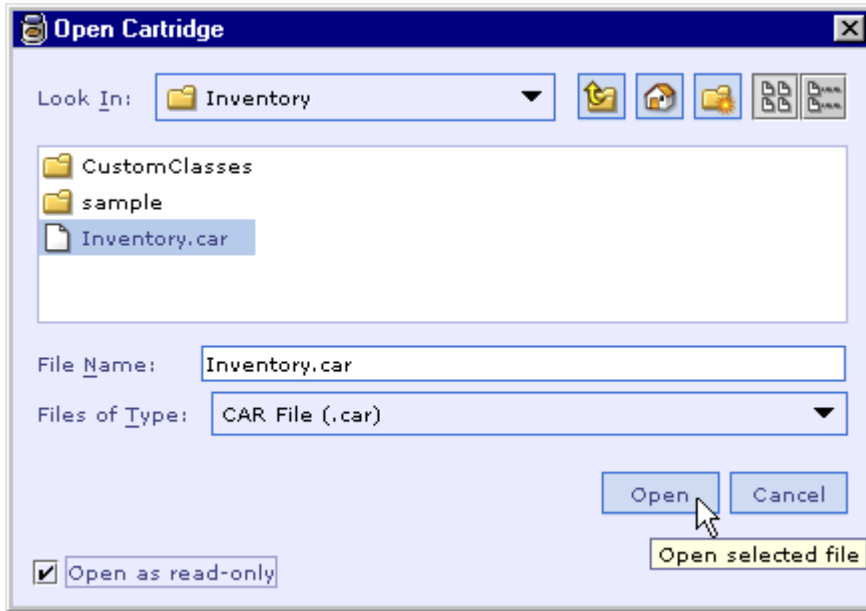 Open Cartridge
Look In: Inventory
CustomClasses
sample
Inventory.car
File Name: Inventory.car
Files of Type: CAR File (.car)
Open Cancel
Open selected file
Open as read-only